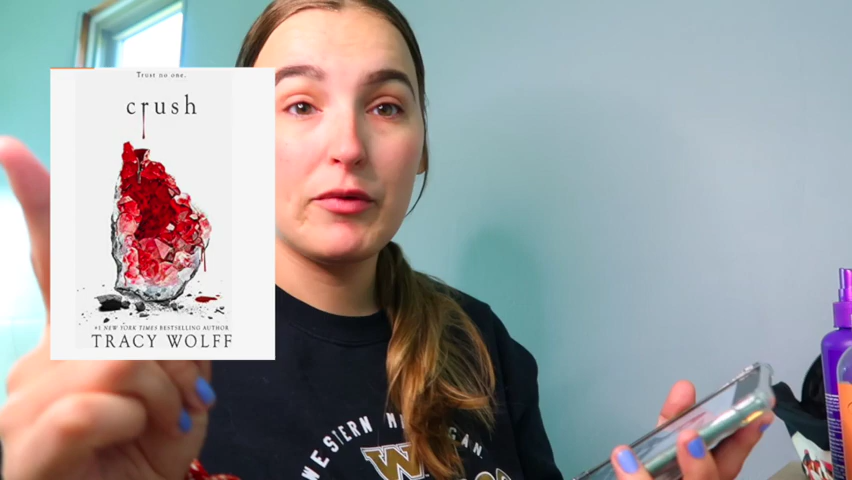 Trust no one.
crush
#1 NEW YORK TIMES BESTSELLING AUTHOR
TRACY WOLFF
WESTERN MICHIGAN
W